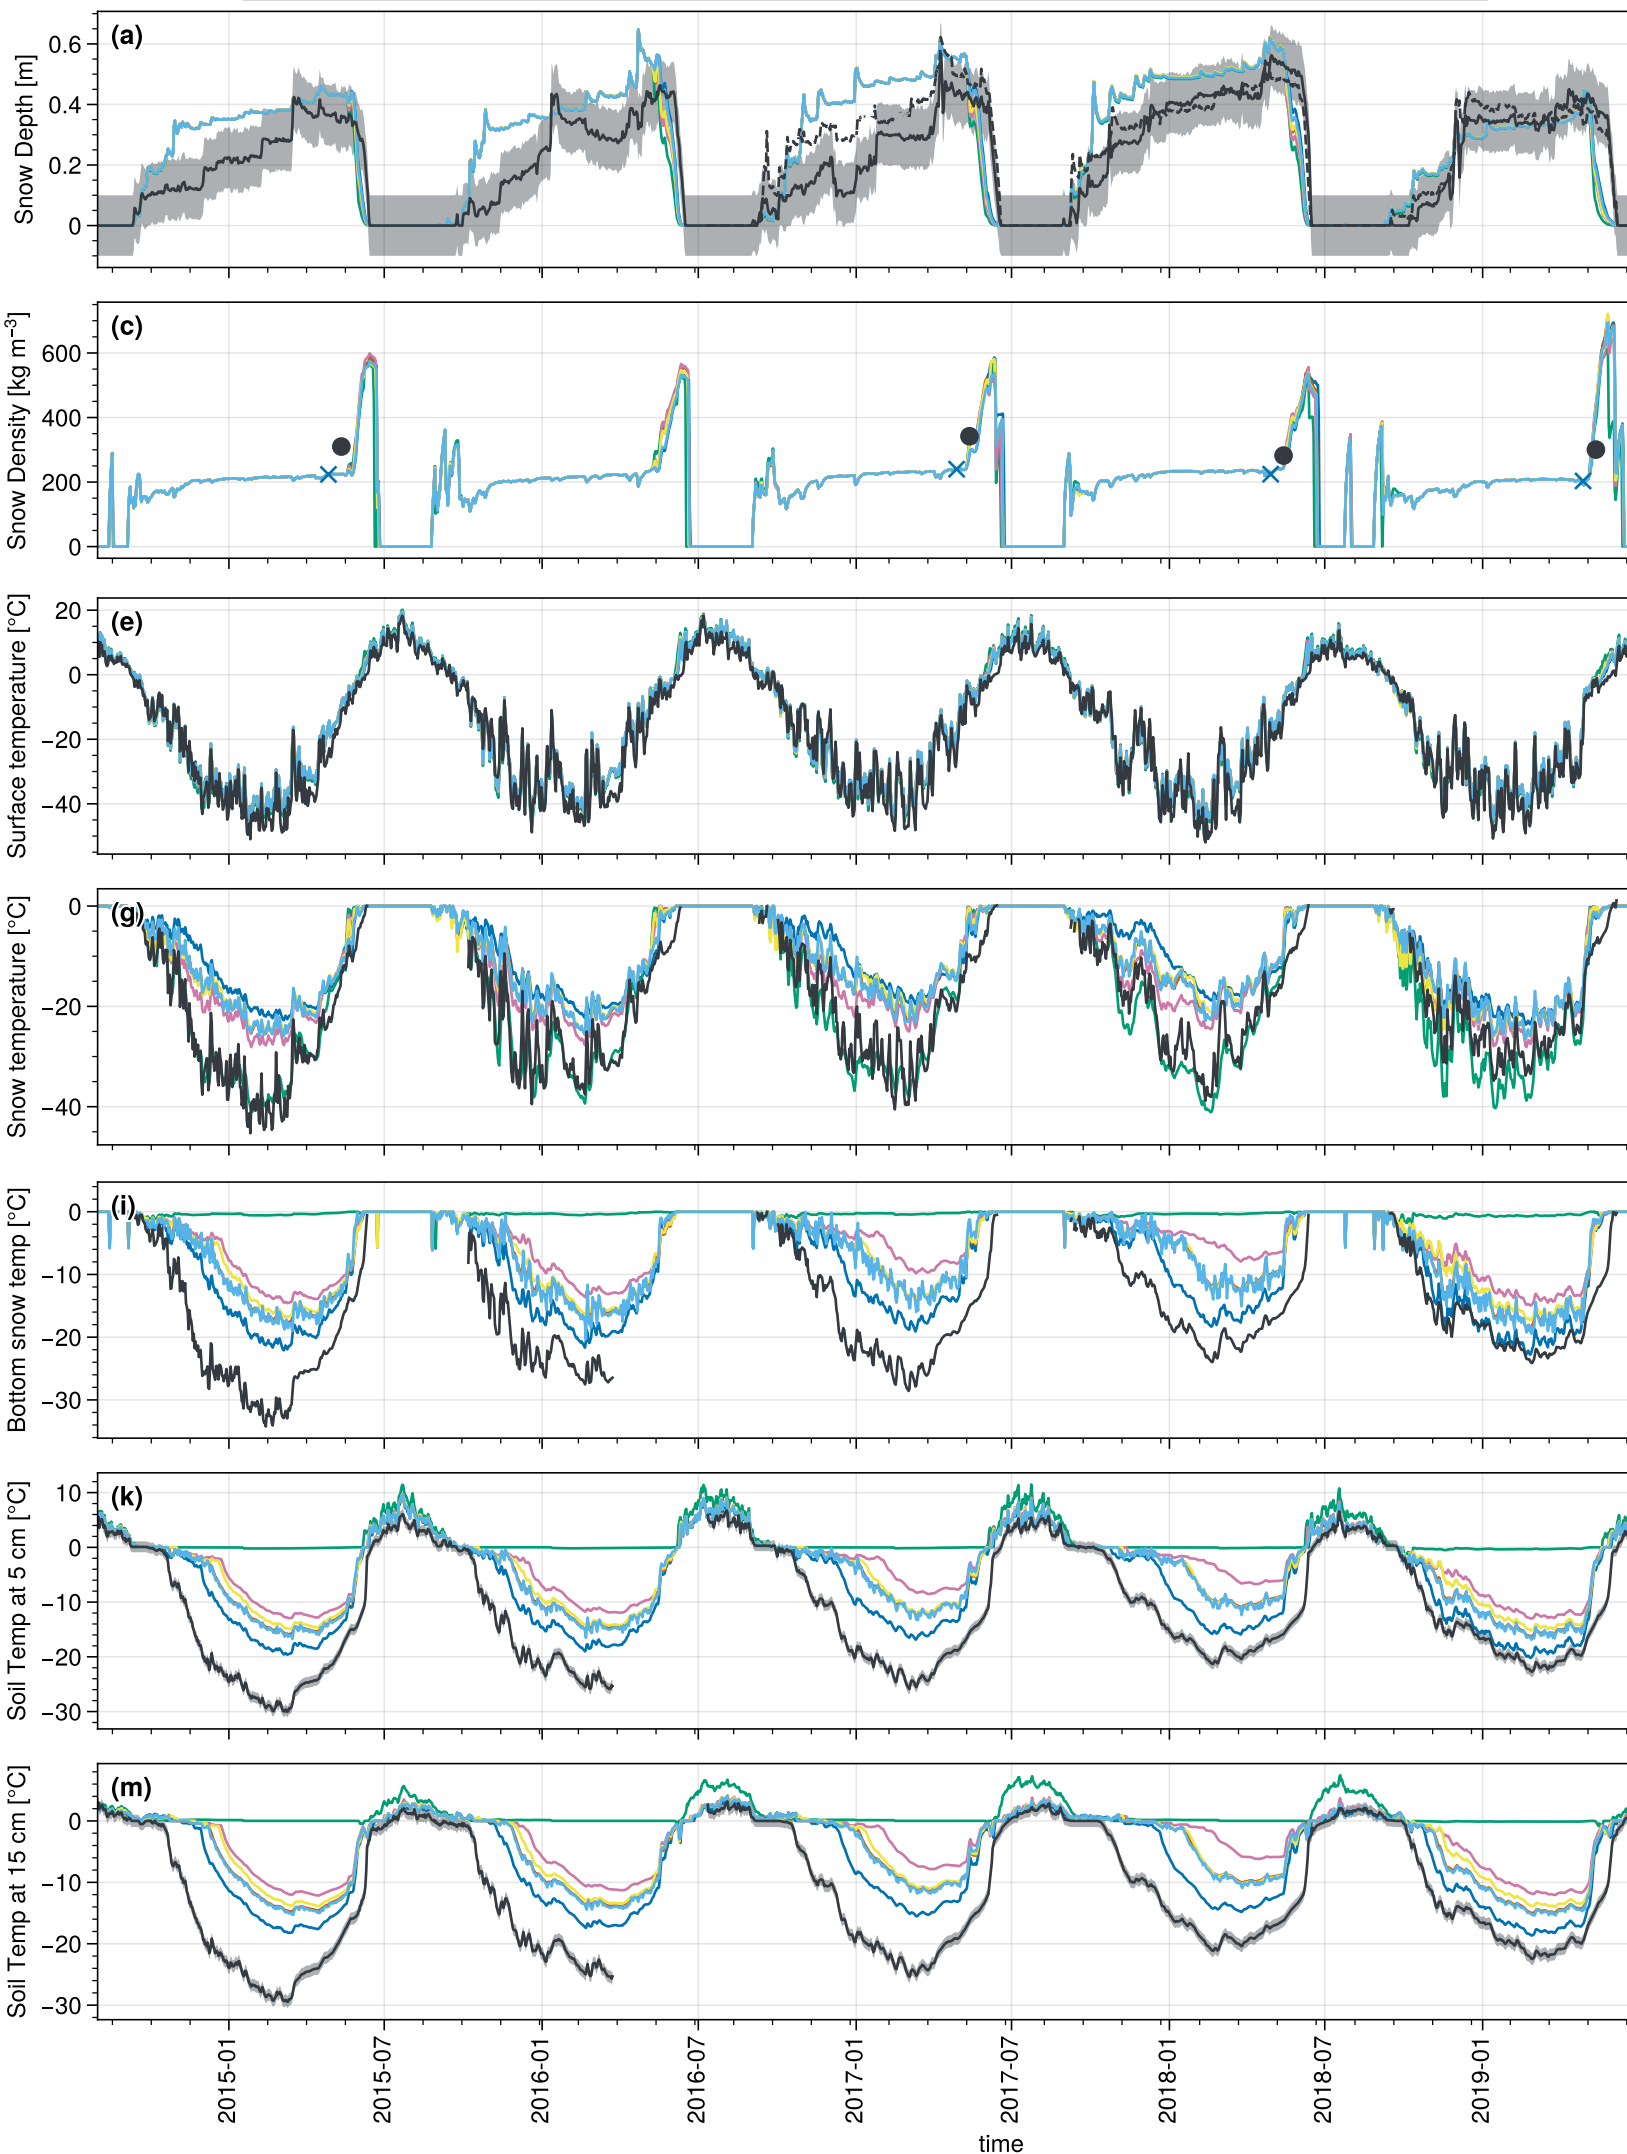 (a)
Snow Depth [m]
0.6
0.4
0.2
0
(c)
Snow Density [kg m⁻³]
600
400
200
0
(e)
Surface temperature [°C]
20
0
−20
−40
(g)
Snow temperature [°C]
0
−20
−40
(i)
Bottom snow temp [°C]
0
−10
−20
−30
(k)
Soil Temp at 5 cm [°C]
10
0
−10
−20
−30
(m)
Soil Temp at 15 cm [°C]
0
−10
−20
−30
2015-01
2015-07
2016-01
2016-07
2017-01
2017-07
2018-01
2018-07
2019-01
time